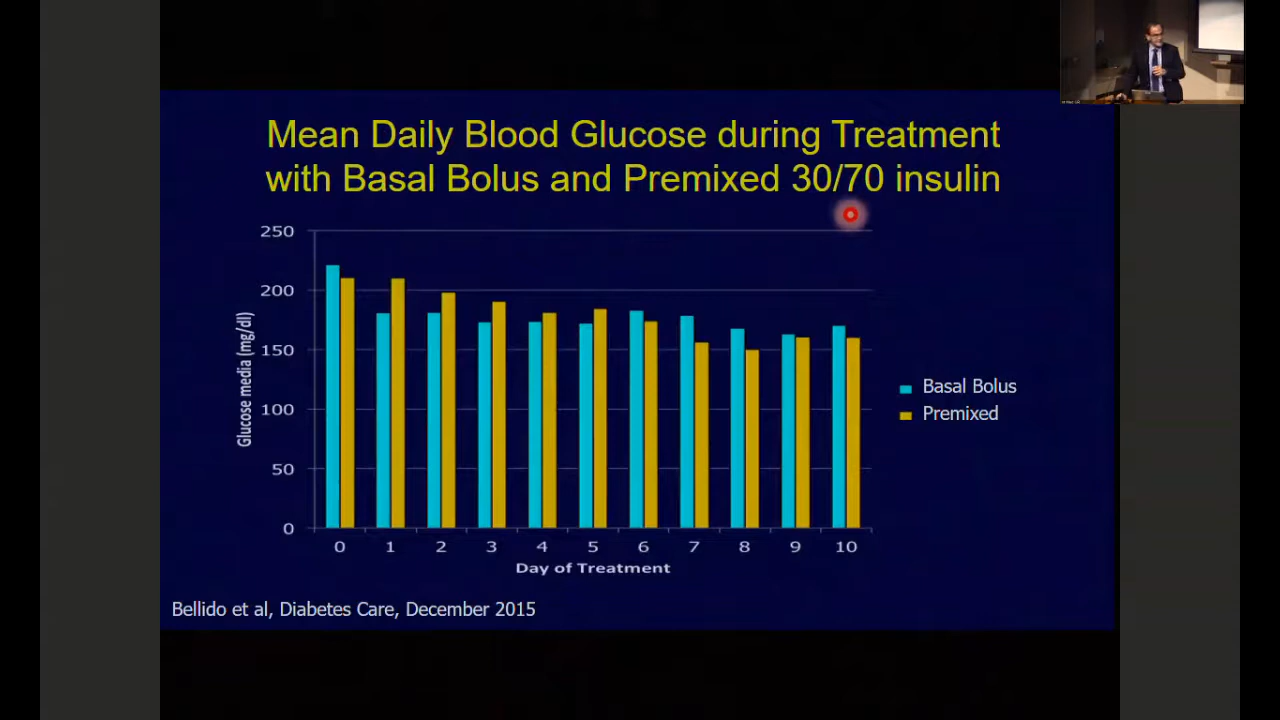 Mean Daily Blood Glucose during Treatment
with Basal Bolus and Premixed 30/70 insulin
250
200
150
100
50
0
Glucose media (mg/dl)
0 1 2 3 4 5 6 7 8 9 10
Day of Treatment
Basal Bolus
Premixed
Bellido et al, Diabetes Care, December 2015